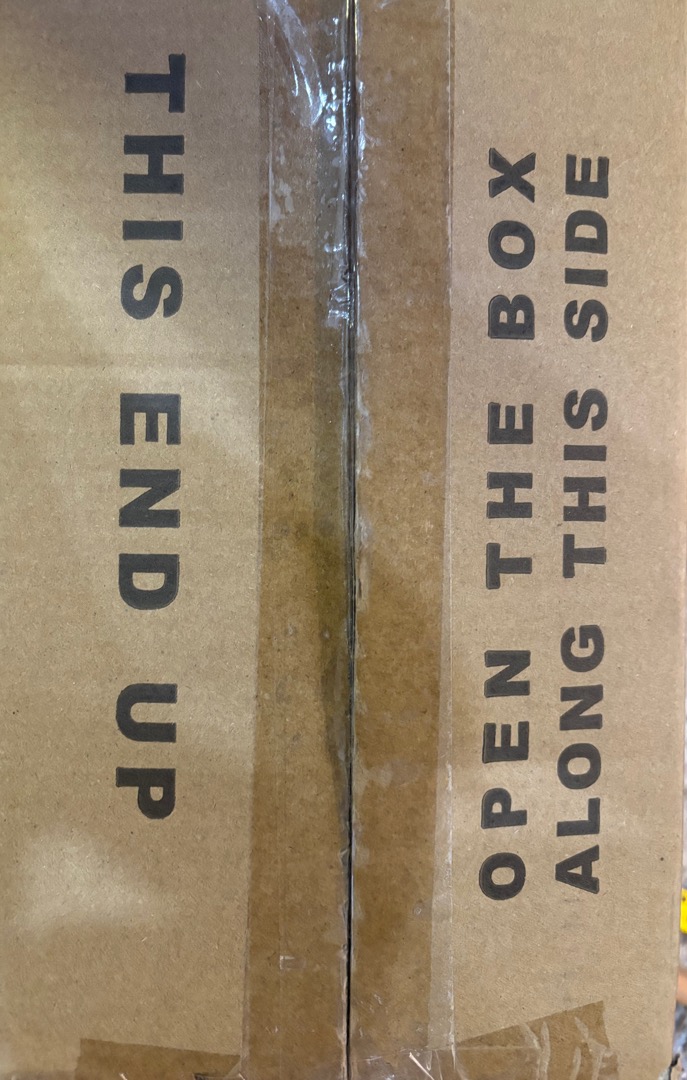 THIS END UP
OPEN THE BOX
ALONG THIS SIDE